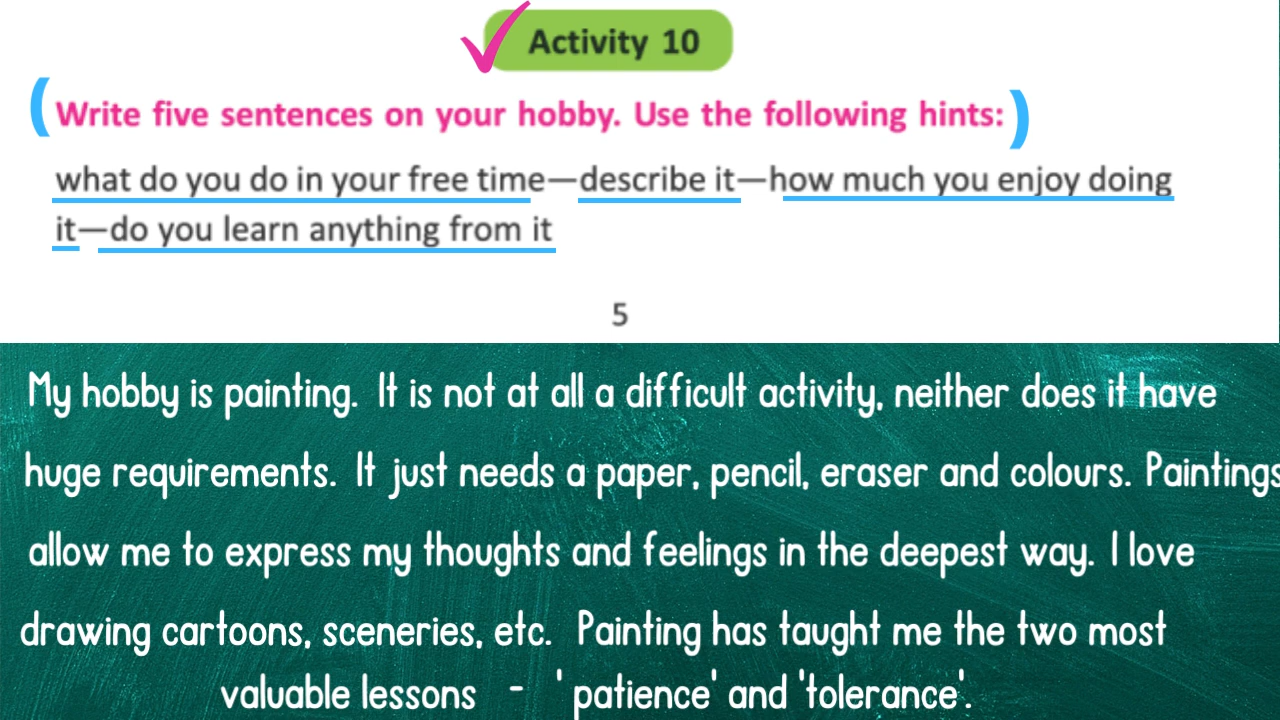 Activity 10
Write five sentences on your hobby. Use the following hints:
what do you do in your free time—describe it—how much you enjoy doing
it—do you learn anything from it
5
My hobby is painting. It is not at all a difficult activity, neither does it have
huge requirements. It just needs a paper, pencil, eraser and colours. Paintings
allow me to express my thoughts and feelings in the deepest way. I love
drawing cartoons, sceneries, etc. Painting has taught me the two most
valuable lessons - ' patience' and 'tolerance'.